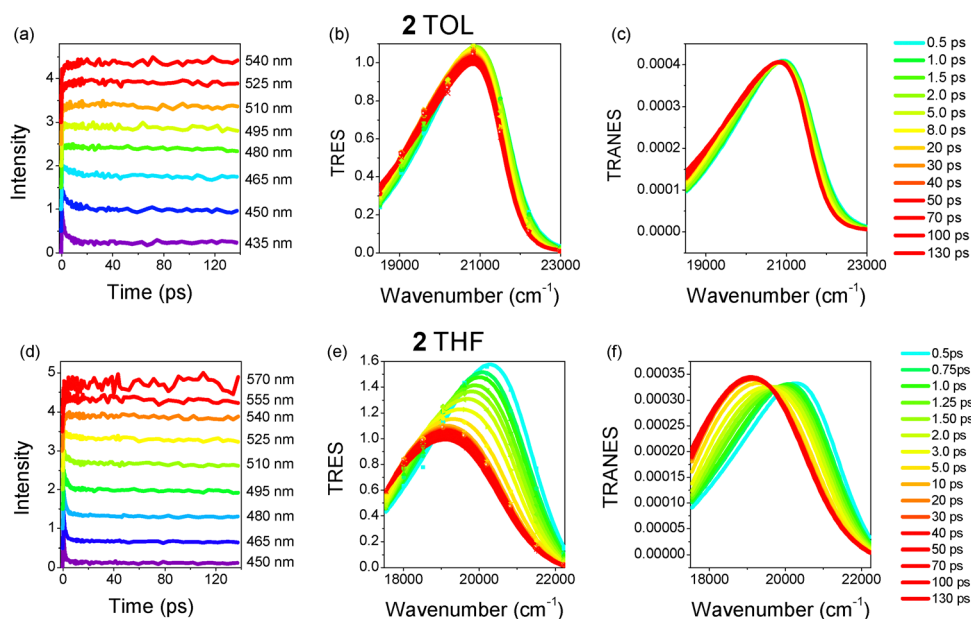 2 TOL
(a)
Intensity
4
3
2
1
0
0 40 80 120
Time (ps)
540 nm
525 nm
510 nm
495 nm
480 nm
465 nm
450 nm
435 nm
(b)
TRES
1.0
0.8
0.6
0.4
0.2
0.0
19000 21000 23000
Wavenumber (cm⁻¹)
(c)
TRANES
0.0004
0.0003
0.0002
0.0001
0.0000
19000 21000 23000
Wavenumber (cm⁻¹)
0.5 ps
1.0 ps
1.5 ps
2.0 ps
5.0 ps
8.0 ps
20 ps
30 ps
40 ps
50 ps
70 ps
100 ps
130 ps
2 THF
(d)
Intensity
5
4
3
2
1
0
0 40 80 120
Time (ps)
570 nm
555 nm
540 nm
525 nm
510 nm
495 nm
480 nm
465 nm
450 nm
(e)
TRES
1.6
1.4
1.2
1.0
0.8
0.6
0.4
0.2
0.0
18000 20000 22000
Wavenumber (cm⁻¹)
(f)
TRANES
0.00035
0.00030
0.00025
0.00020
0.00015
0.00010
0.00005
0.00000
18000 20000 22000
Wavenumber (cm⁻¹)
0.5ps
0.75ps
1.0 ps
1.25 ps
1.50 ps
2.0 ps
3.0 ps
5.0 ps
10 ps
20 ps
30 ps
40 ps
50 ps
70 ps
100 ps
130 ps